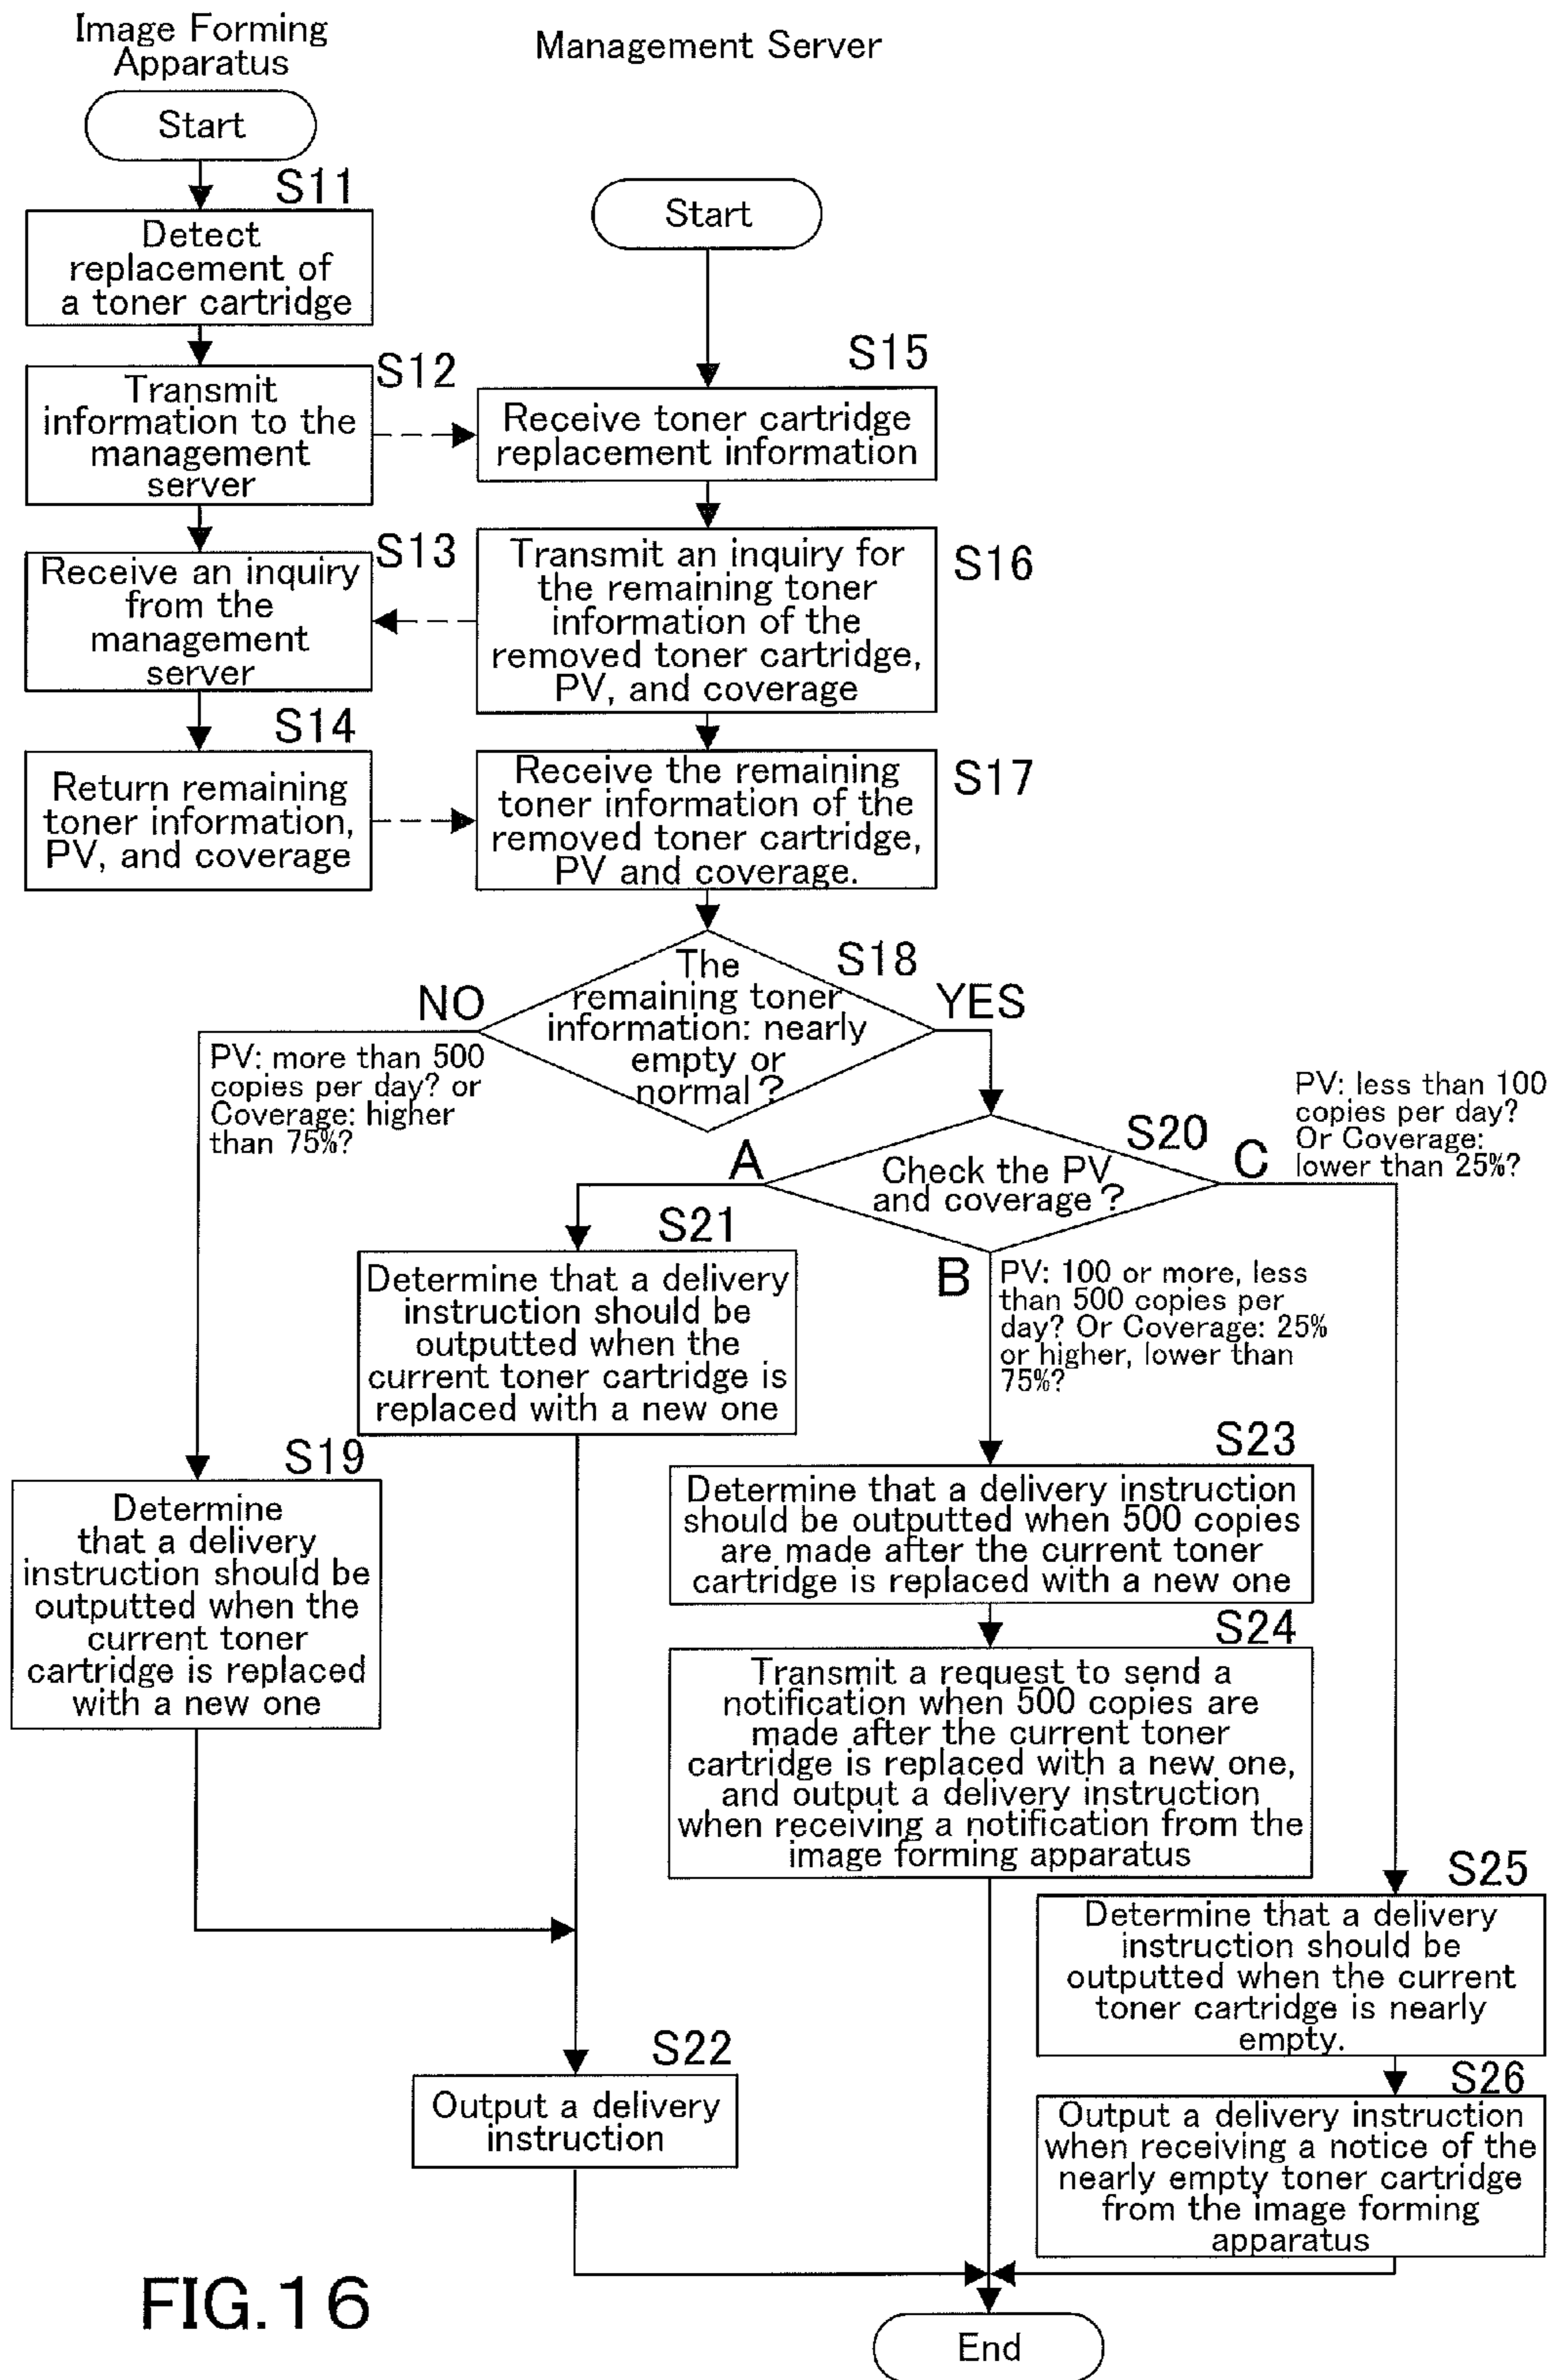 Image Forming
Apparatus
Management Server
Start
S11
Detect
replacement of
a toner cartridge
Start
S12
Transmit
information to the
management
server
S15
Receive toner cartridge
replacement information
S13
Receive an inquiry
from the
management
server
S16
Transmit an inquiry for
the remaining toner
information of the
removed toner cartridge,
PV, and coverage
S14
Return remaining
toner information,
PV, and coverage
S17
Receive the remaining
toner information of the
removed toner cartridge,
PV and coverage.
S18
The
remaining toner
information: nearly
empty or
normal?
NO
YES
PV: more than 500
copies per day? or
Coverage: higher
than 75%?
S20
Check the PV
and coverage?
A
C
PV: less than 100
copies per day?
Or Coverage:
lower than 25%?
B
PV: 100 or more, less
than 500 copies per
day? Or Coverage: 25%
or higher, lower than
75%?
S21
Determine that a delivery
instruction should be
outputted when the
current toner cartridge is
replaced with a new one
S19
Determine
that a delivery
instruction should be
outputted when the
current toner
cartridge is replaced
with a new one
S23
Determine that a delivery instruction
should be outputted when 500 copies
are made after the current toner
cartridge is replaced with a new one
S24
Transmit a request to send a
notification when 500 copies are
made after the current toner
cartridge is replaced with a new one,
and output a delivery instruction
when receiving a notification from the
image forming apparatus
S25
Determine that a delivery
instruction should be
outputted when the current
toner cartridge is nearly
empty.
S22
Output a delivery
instruction
S26
Output a delivery instruction
when receiving a notice of the
nearly empty toner cartridge
from the image forming
apparatus
End
FIG.16